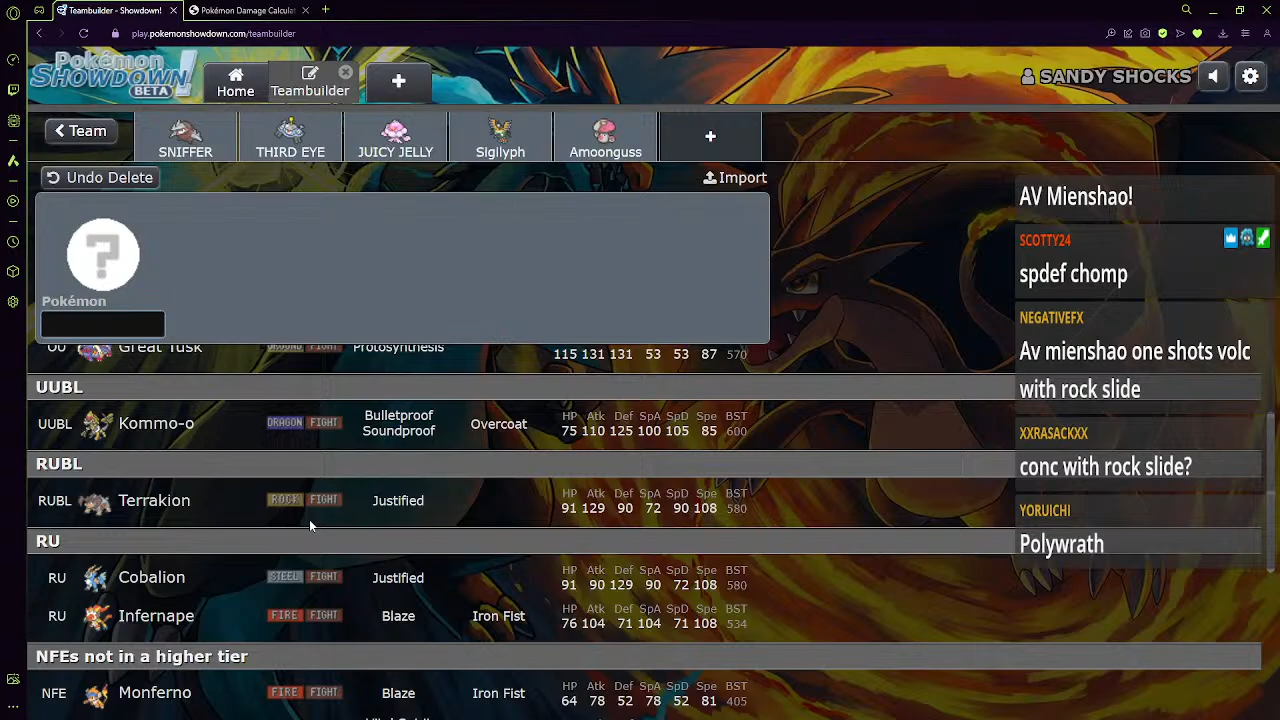 Teambuilder - Showdown!
Pokémon Damage Calculat
play.pokemonshowdown.com/teambuilder
Pokémon
SHOWDOWN!
BETA
Home
Teambuilder
SANDY SHOCKS
Team
SNIFFER
THIRD EYE
JUICY JELLY
Sigilyph
Amoonguss
Undo Delete
Import
Pokémon
Great Tusk GROUND FIGHT Protosynthesis 115 131 131 53 53 87 570
UUBL
UUBL Kommo-o DRAGON FIGHT Bulletproof Soundproof Overcoat HP 75 Atk 110 Def 125 SpA 100 SpD 105 Spe 85 BST 600
RUBL
RUBL Terrakion ROCK FIGHT Justified HP 91 Atk 129 Def 90 SpA 72 SpD 90 Spe 108 BST 580
RU
RU Cobalion STEEL FIGHT Justified HP 91 Atk 90 Def 129 SpA 90 SpD 72 Spe 108 BST 580
RU Infernape FIRE FIGHT Blaze Iron Fist HP 76 Atk 104 Def 71 SpA 104 SpD 71 Spe 108 BST 534
NFEs not in a higher tier
NFE Monferno FIRE FIGHT Blaze Iron Fist HP 64 Atk 78 Def 52 SpA 78 SpD 52 Spe 81 BST 405
AV Mienshao!
SCOTTY24
spdef chomp
NEGATIVEFX
Av mienshao one shots volc
with rock slide
XXRASACKXX
conc with rock slide?
YORUICHI
Polywrath